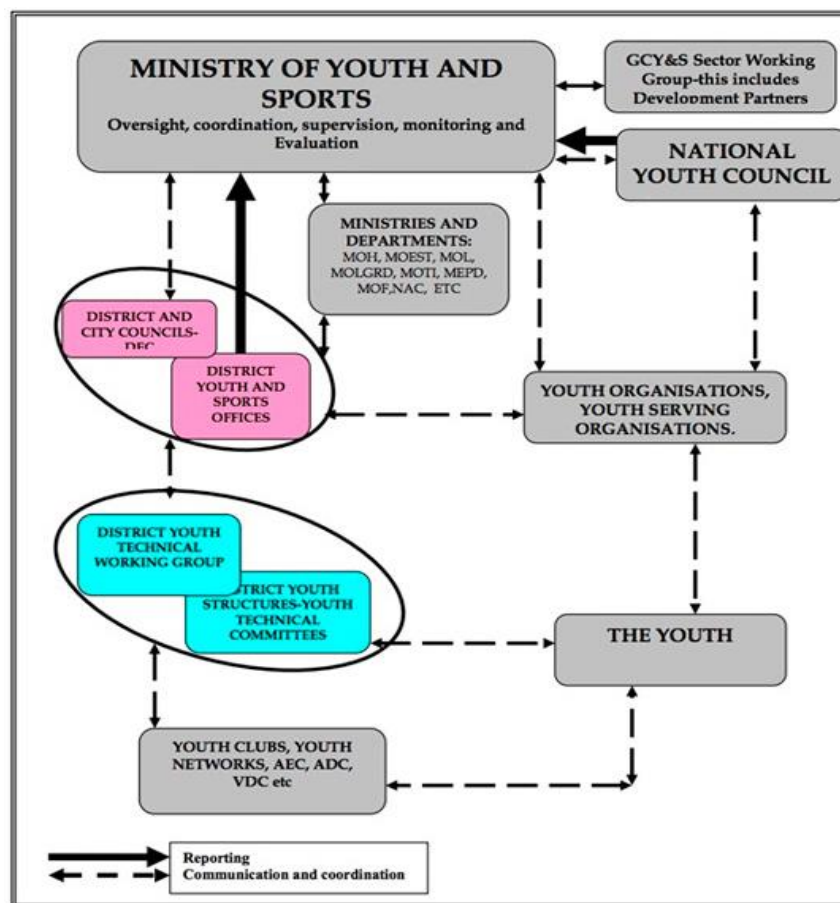 MINISTRY OF YOUTH AND
SPORTS
Oversight, coordination, supervision, monitoring and
Evaluation
GCY&S Sector Working
Group-this includes
Development Partners
NATIONAL
YOUTH COUNCIL
MINISTRIES AND
DEPARTMENTS:
MOH, MOEST, MOL,
MOLGRD, MOTI, MEPD,
MOF,NAC, ETC
DISTRICT AND
CITY COUNCILS-
DISTRICT
YOUTH AND
SPORTS
OFFICES
YOUTH ORGANISATIONS,
YOUTH SERVING
ORGANISATIONS.
DISTRICT YOUTH
TECHNICAL
WORKING GROUP
DISTRICT YOUTH
STRUCTURES-YOUTH
TECHNICAL
COMMITTEES
THE YOUTH
YOUTH CLUBS, YOUTH
NETWORKS, AEC, ADC,
VDC etc
Reporting
Communication and coordination